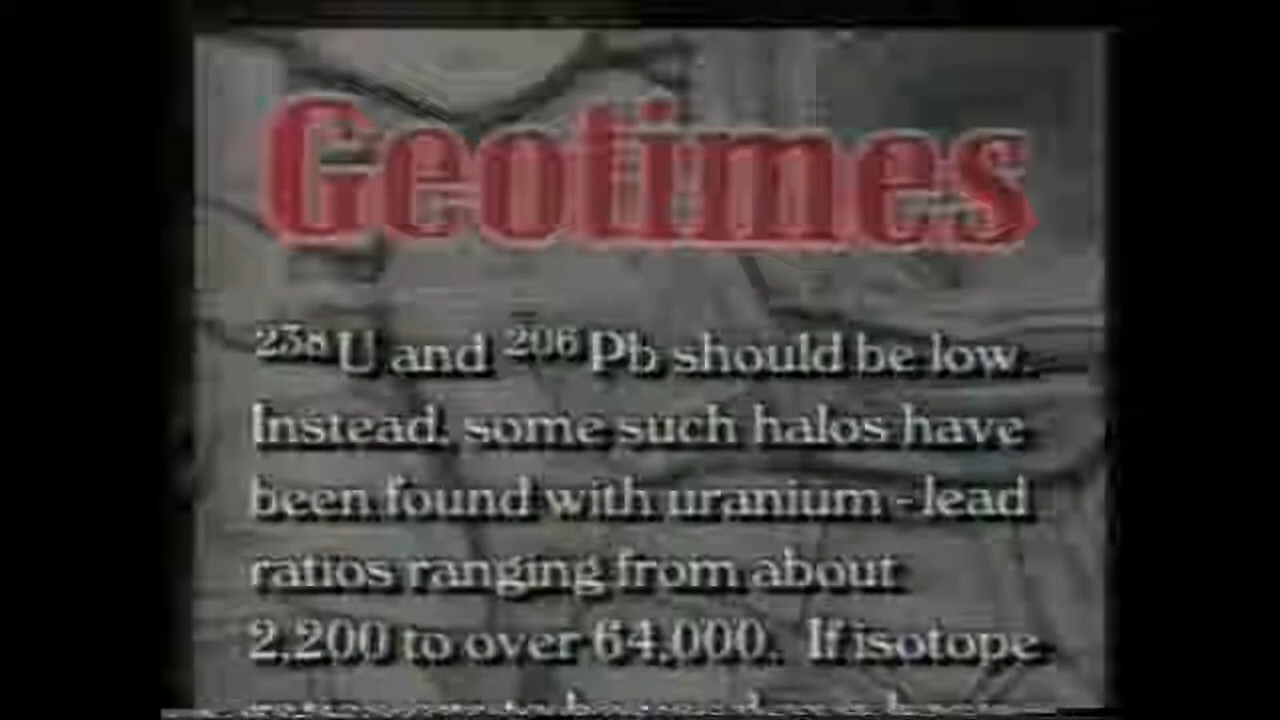 Geotimes
²³⁸U and ²⁰⁶Pb should be low.
Instead, some such halos have
been found with uranium - lead
ratios ranging from about
2,200 to over 64,000. If isotope